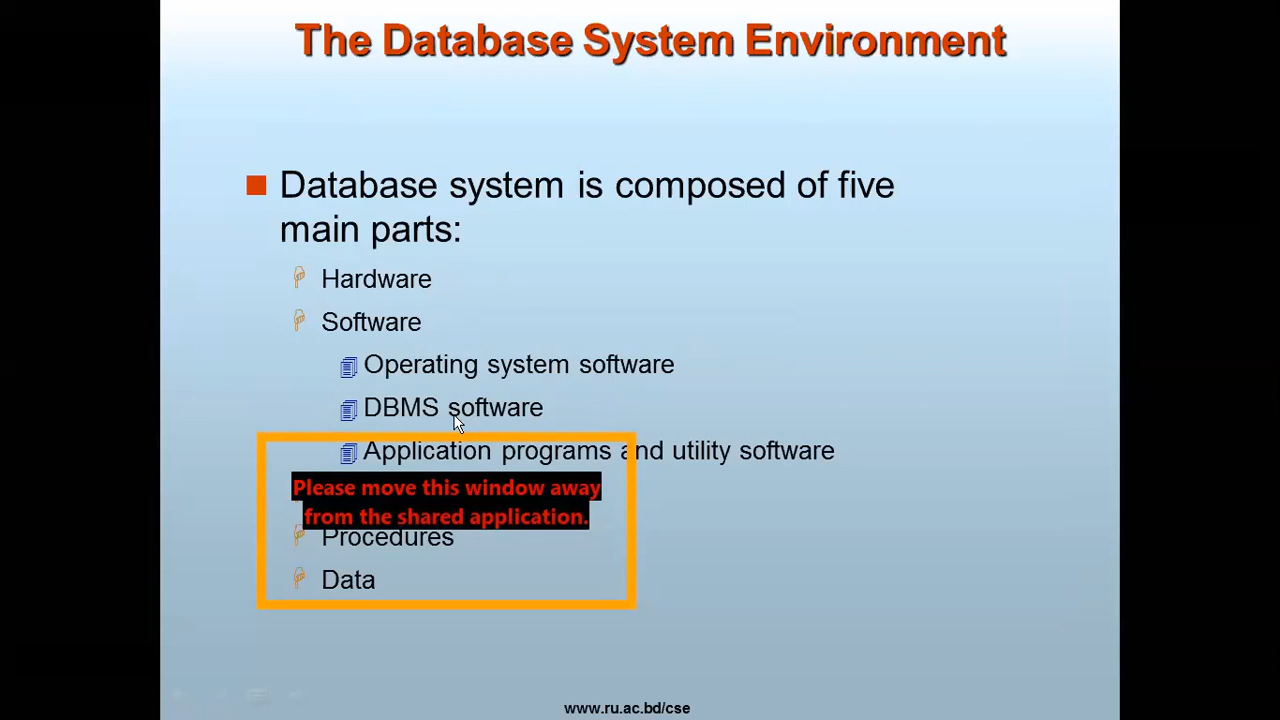 The Database System Environment
Database system is composed of five
main parts:
Hardware
Software
Operating system software
DBMS software
Application programs and utility software
Please move this window away
from the shared application.
Procedures
Data
www.ru.ac.bd/cse